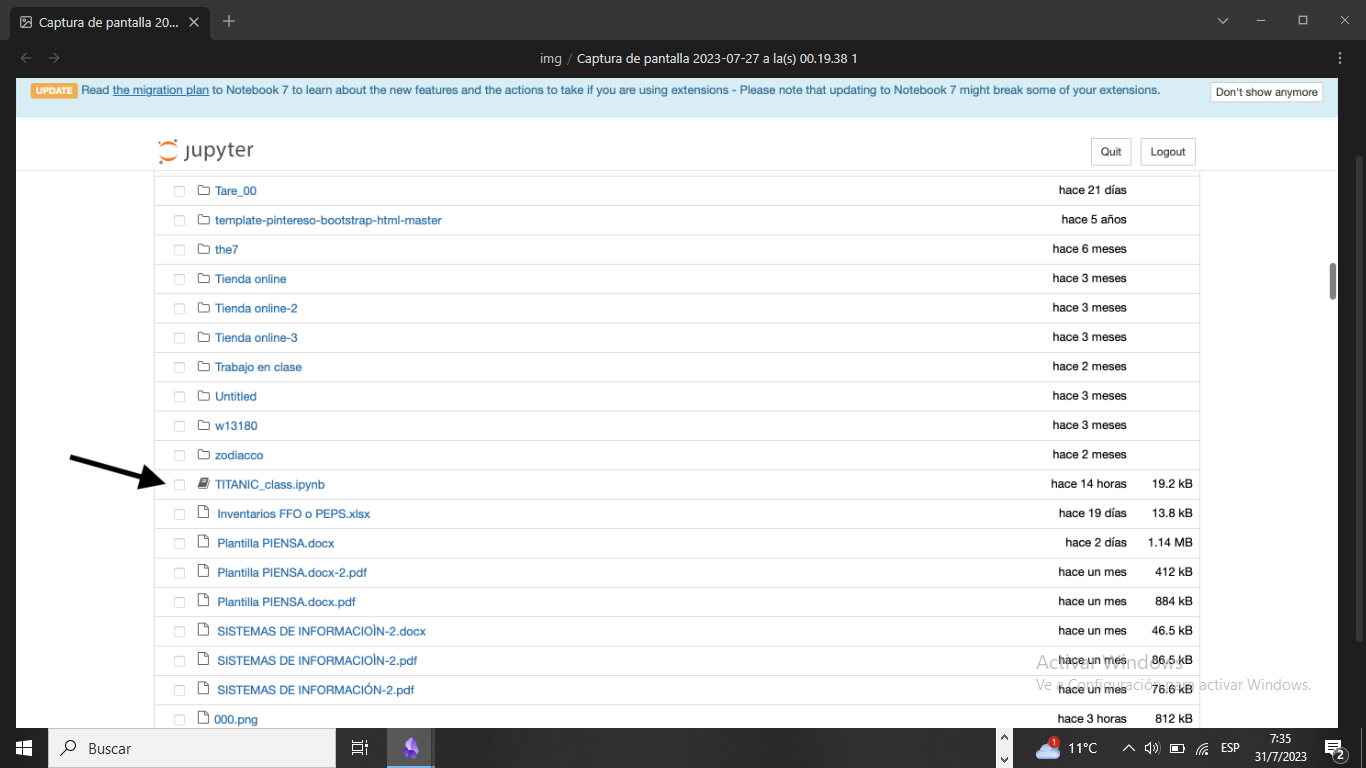 Captura de pantalla 20...
img / Captura de pantalla 2023-07-27 a la(s) 00.19.38 1
UPDATE Read the migration plan to Notebook 7 to learn about the new features and the actions to take if you are using extensions - Please note that updating to Notebook 7 might break some of your extensions. Don't show anymore
jupyter Quit Logout
Tare_00 hace 21 días
template-pintereso-bootstrap-html-master hace 5 años
the7 hace 6 meses
Tienda online hace 3 meses
Tienda online-2 hace 3 meses
Tienda online-3 hace 3 meses
Trabajo en clase hace 2 meses
Untitled hace 3 meses
w13180 hace 3 meses
zodiacco hace 2 meses
TITANIC_class.ipynb hace 14 horas 19.2 kB
Inventarios FFO o PEPS.xlsx hace 19 días 13.8 kB
Plantilla PIENSA.docx hace 2 días 1.14 MB
Plantilla PIENSA.docx-2.pdf hace un mes 412 kB
Plantilla PIENSA.docx.pdf hace un mes 884 kB
SISTEMAS DE INFORMACIOÌN-2.docx hace un mes 46.5 kB
SISTEMAS DE INFORMACIOÌN-2.pdf hace un mes 86.5 kB
Activar Windows
SISTEMAS DE INFORMACIÓN-2.pdf hace un mes 76.6 kB
Ve a Configuración para activar Windows.
000.png hace 3 horas 812 kB
Buscar 1 11°C ESP 7:35
31/7/2023 2